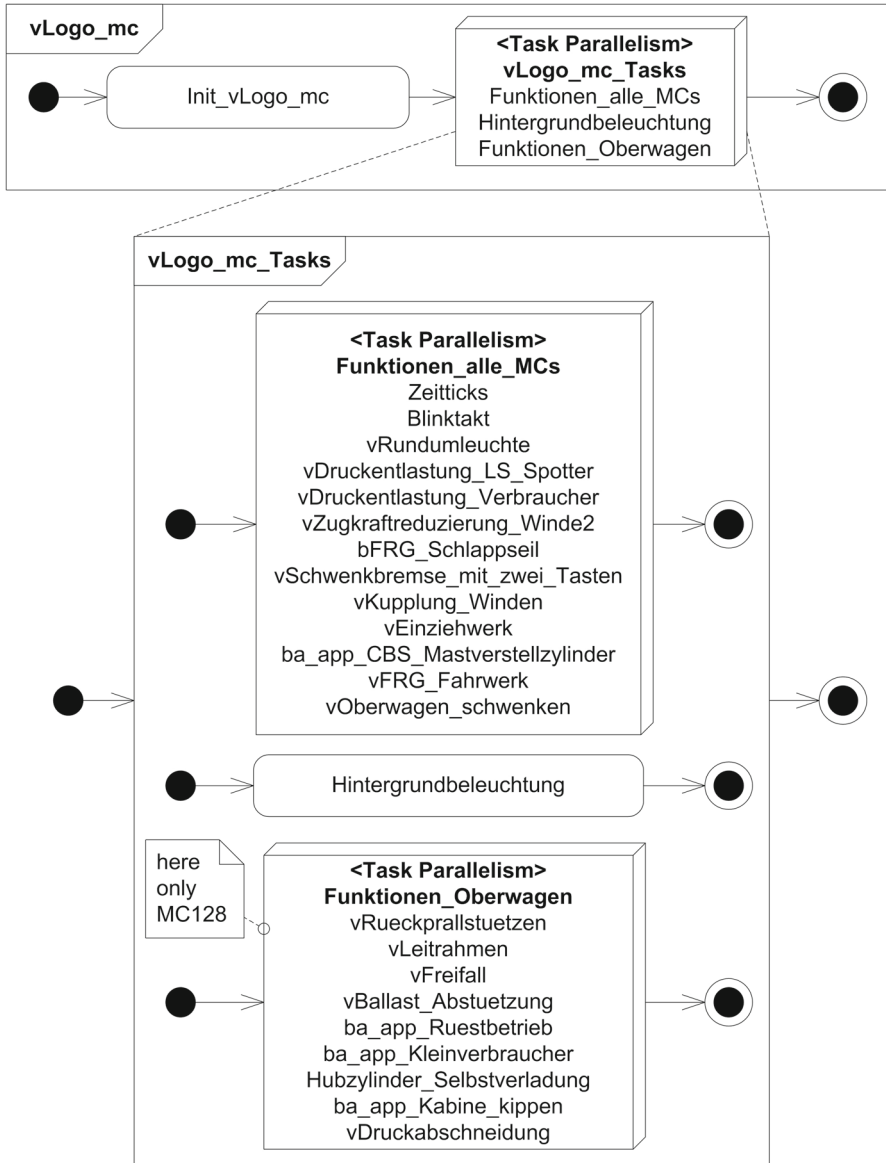 vLogo_mc
Init_vLogo_mc
<Task Parallelism>
vLogo_mc_Tasks
Funktionen_alle_MCs
Hintergrundbeleuchtung
Funktionen_Oberwagen
vLogo_mc_Tasks
<Task Parallelism>
Funktionen_alle_MCs
Zeitticks
Blinktakt
vRundumleuchte
vDruckentlastung_LS_Spotter
vDruckentlastung_Verbraucher
vZugkraftreduzierung_Winde2
bFRG_Schlappseil
vSchwenkbremse_mit_zwei_Tasten
vKupplung_Winden
vEinziehwerk
ba_app_CBS_Mastverstellzylinder
vFRG_Fahrwerk
vOberwagen_schwenken
Hintergrundbeleuchtung
here
only
MC128
<Task Parallelism>
Funktionen_Oberwagen
vRueckprallstuetzen
vLeitrahmen
vFreifall
vBallast_Abstuetzung
ba_app_Ruestbetrieb
ba_app_Kleinverbraucher
Hubzylinder_Selbstverladung
ba_app_Kabine_kippen
vDruckabschneidung